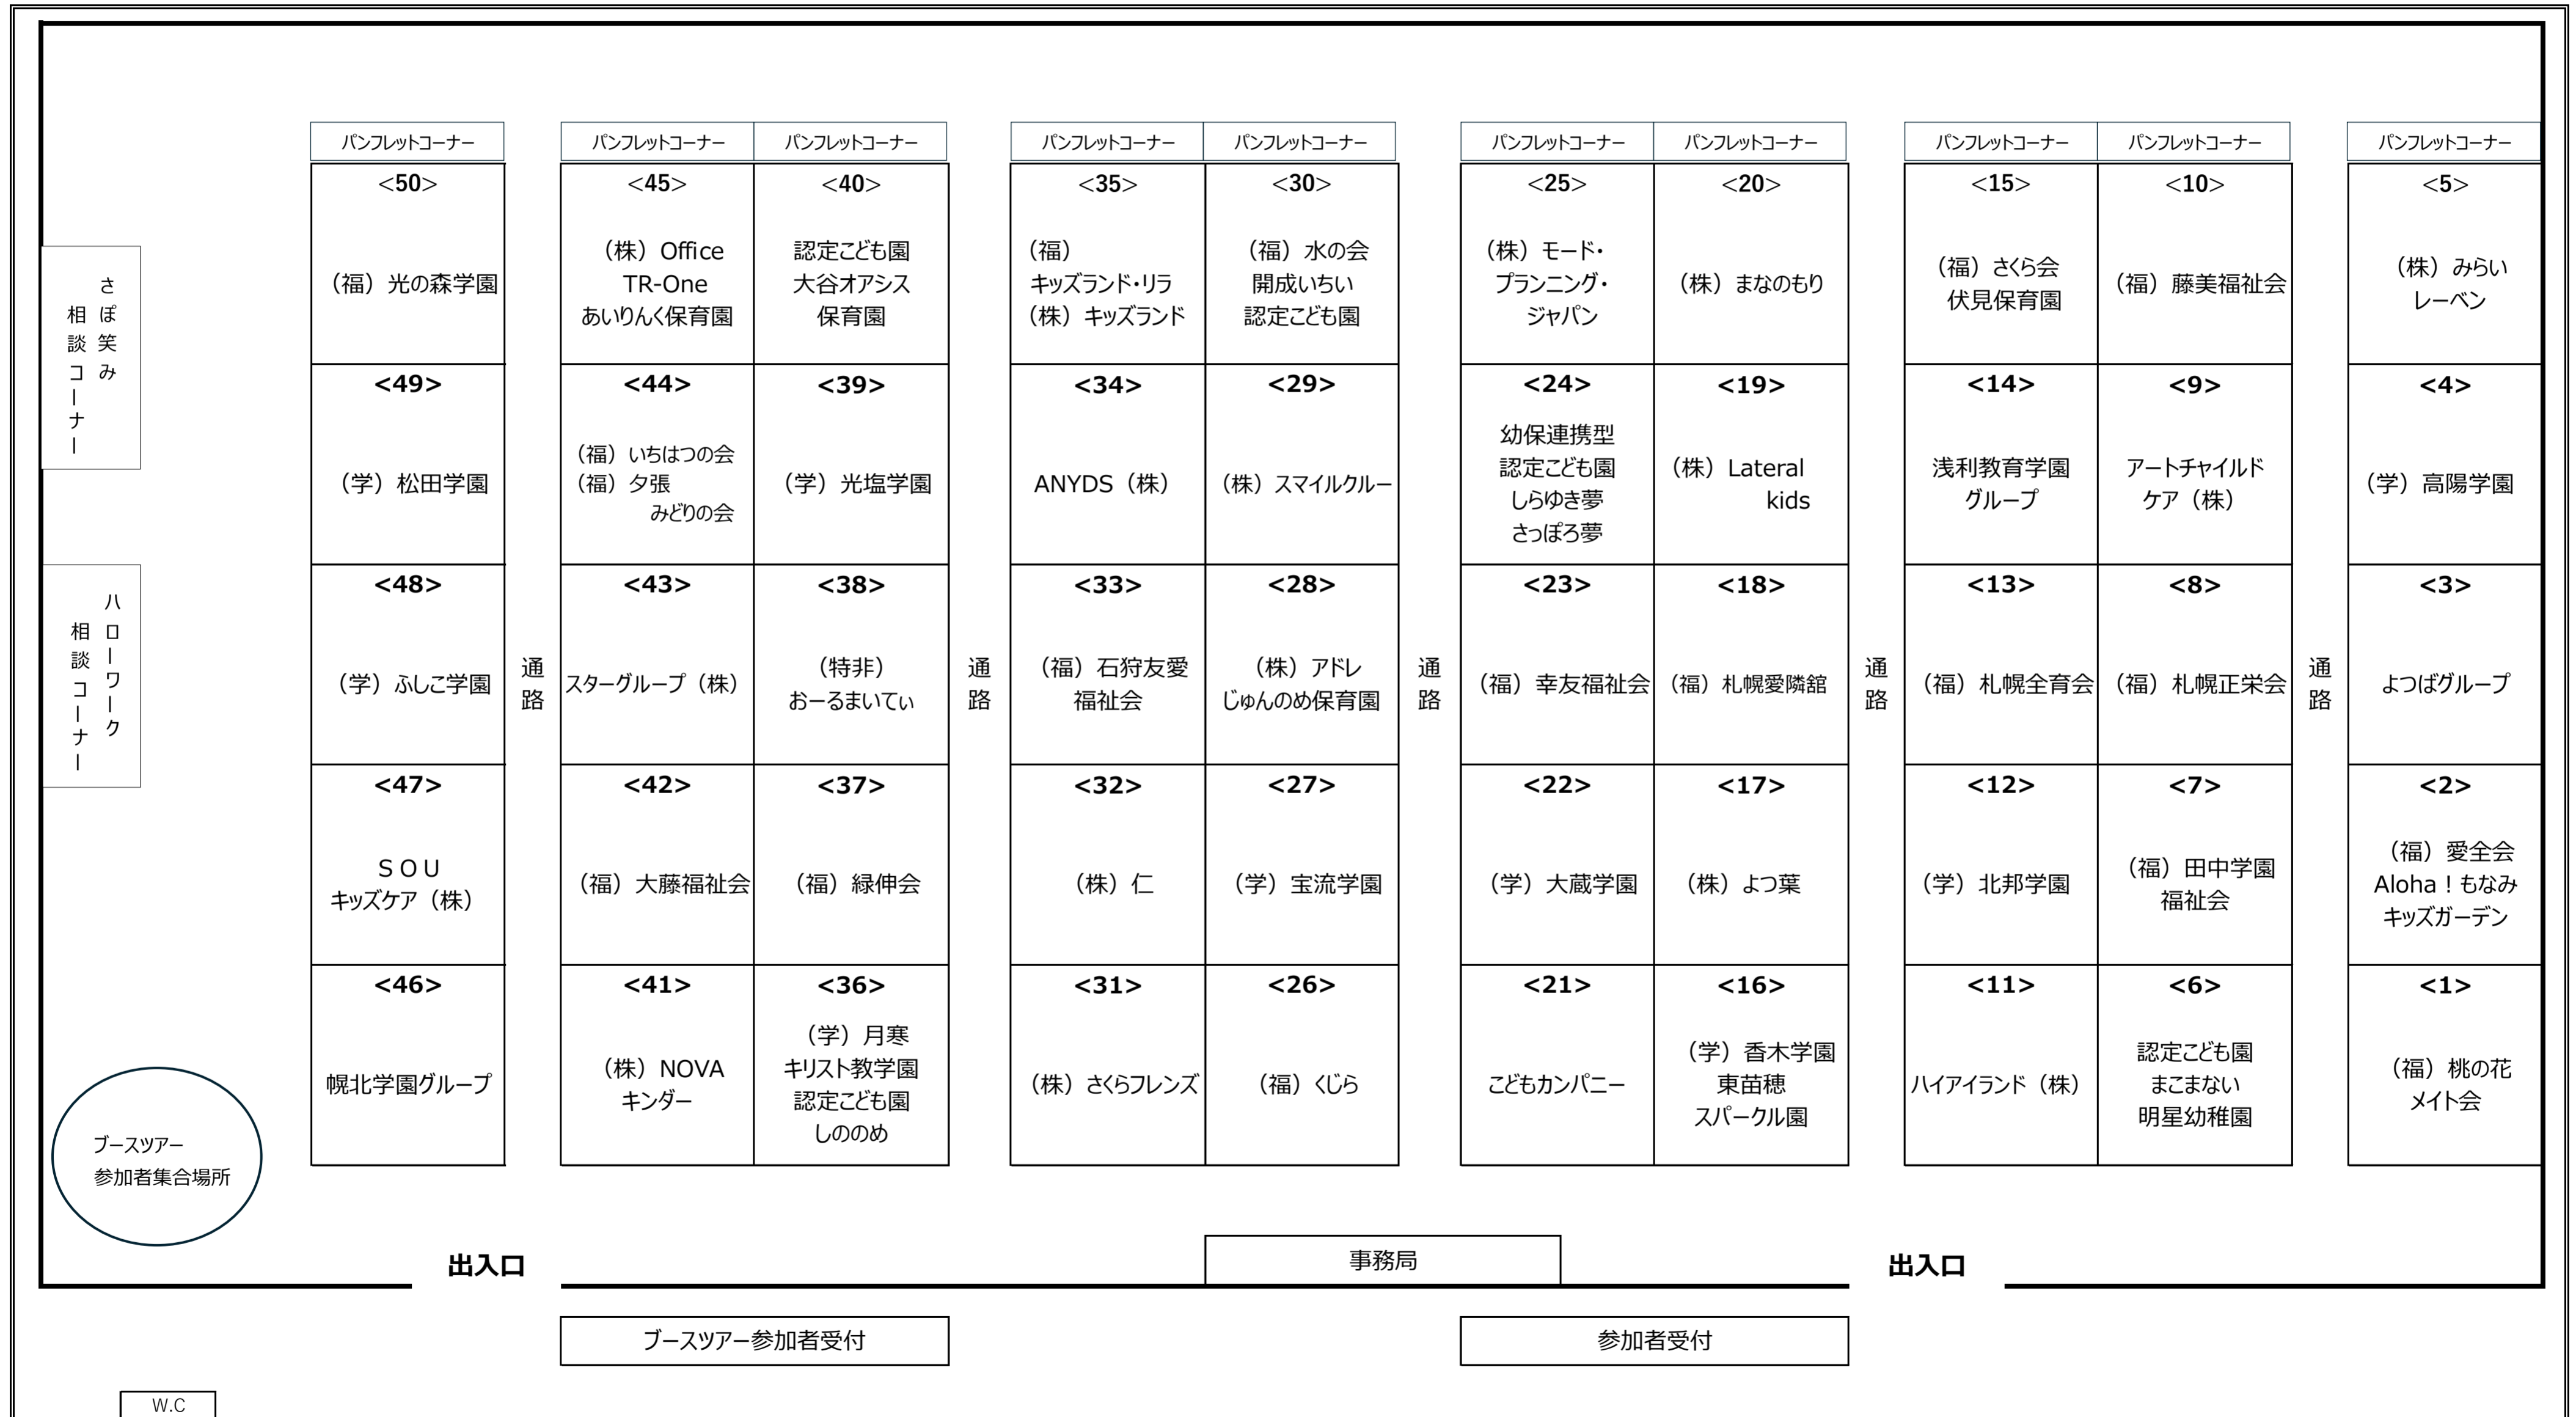 パンフレットコーナー
パンフレットコーナー
パンフレットコーナー
パンフレットコーナー
パンフレットコーナー
パンフレットコーナー
パンフレットコーナー
パンフレットコーナー
パンフレットコーナー
パンフレットコーナー
さぽ笑み
相談コーナー
ハローワーク
相談コーナー
<50>
(福)光の森学園
<45>
(株)Office
TR-One
あいりんく保育園
<40>
認定こども園
大谷オアシス
保育園
<35>
(福)
キッズランド・リラ
(株)キッズランド
<30>
(福)水の会
開成いちい
認定こども園
<25>
(株)モード・
プランニング・
ジャパン
<20>
(株)まなのもり
<15>
(福)さくら会
伏見保育園
<10>
(福)藤美福祉会
<5>
(株)みらい
レーベン
<49>
(学)松田学園
<44>
(福)いちはつの会
(福)夕張
みどりの会
<39>
(学)光塩学園
<34>
ANYDS(株)
<29>
(株)スマイルクルー
<24>
幼保連携型
認定こども園
しらゆき夢
さっぽろ夢
<19>
(株)Lateral
kids
<14>
浅利教育学園
グループ
<9>
アートチャイルド
ケア(株)
<4>
(学)高陽学園
<48>
(学)ふしこ学園
通路
<43>
スターグループ(株)
<38>
(特非)
おーるまいてぃ
通路
<33>
(福)石狩友愛
福祉会
<28>
(株)アドレ
じゅんのめ保育園
通路
<23>
(福)幸友福祉会
<18>
(福)札幌愛隣舘
通路
<13>
(福)札幌全育会
<8>
(福)札幌正栄会
通路
<3>
よつばグループ
<47>
SOU
キッズケア(株)
<42>
(福)大藤福祉会
<37>
(福)緑伸会
<32>
(株)仁
<27>
(学)宝流学園
<22>
(学)大蔵学園
<17>
(株)よつ葉
<12>
(学)北邦学園
<7>
(福)田中学園
福祉会
<2>
(福)愛全会
Aloha!もなみ
キッズガーデン
<46>
幌北学園グループ
<41>
(株)NOVA
キンダー
<36>
(学)月寒
キリスト教学園
認定こども園
しののめ
<31>
(株)さくらフレンズ
<26>
(福)くじら
<21>
こどもカンパニー
<16>
(学)香木学園
東苗穂
スパークル園
<11>
ハイアイランド(株)
<6>
認定こども園
まこまない
明星幼稚園
<1>
(福)桃の花
メイト会
ブースツアー
参加者集合場所
出入口
事務局
出入口
ブースツアー参加者受付
参加者受付
W.C